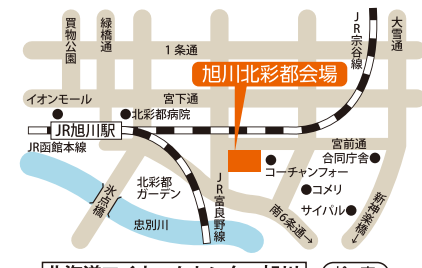 買物公園
緑橋通
JR宗谷線
大雪通
1条通
旭川北彩都会場
イオンモール
宮下通
北彩都病院
JR旭川駅
宮前通
JR函館本線
合同庁舎
コーチャンフォー
北彩都
ガーデン
JR富良野線
コメリ
氷点橋
新神楽橋→
サイパル
南6条通→
忠別川